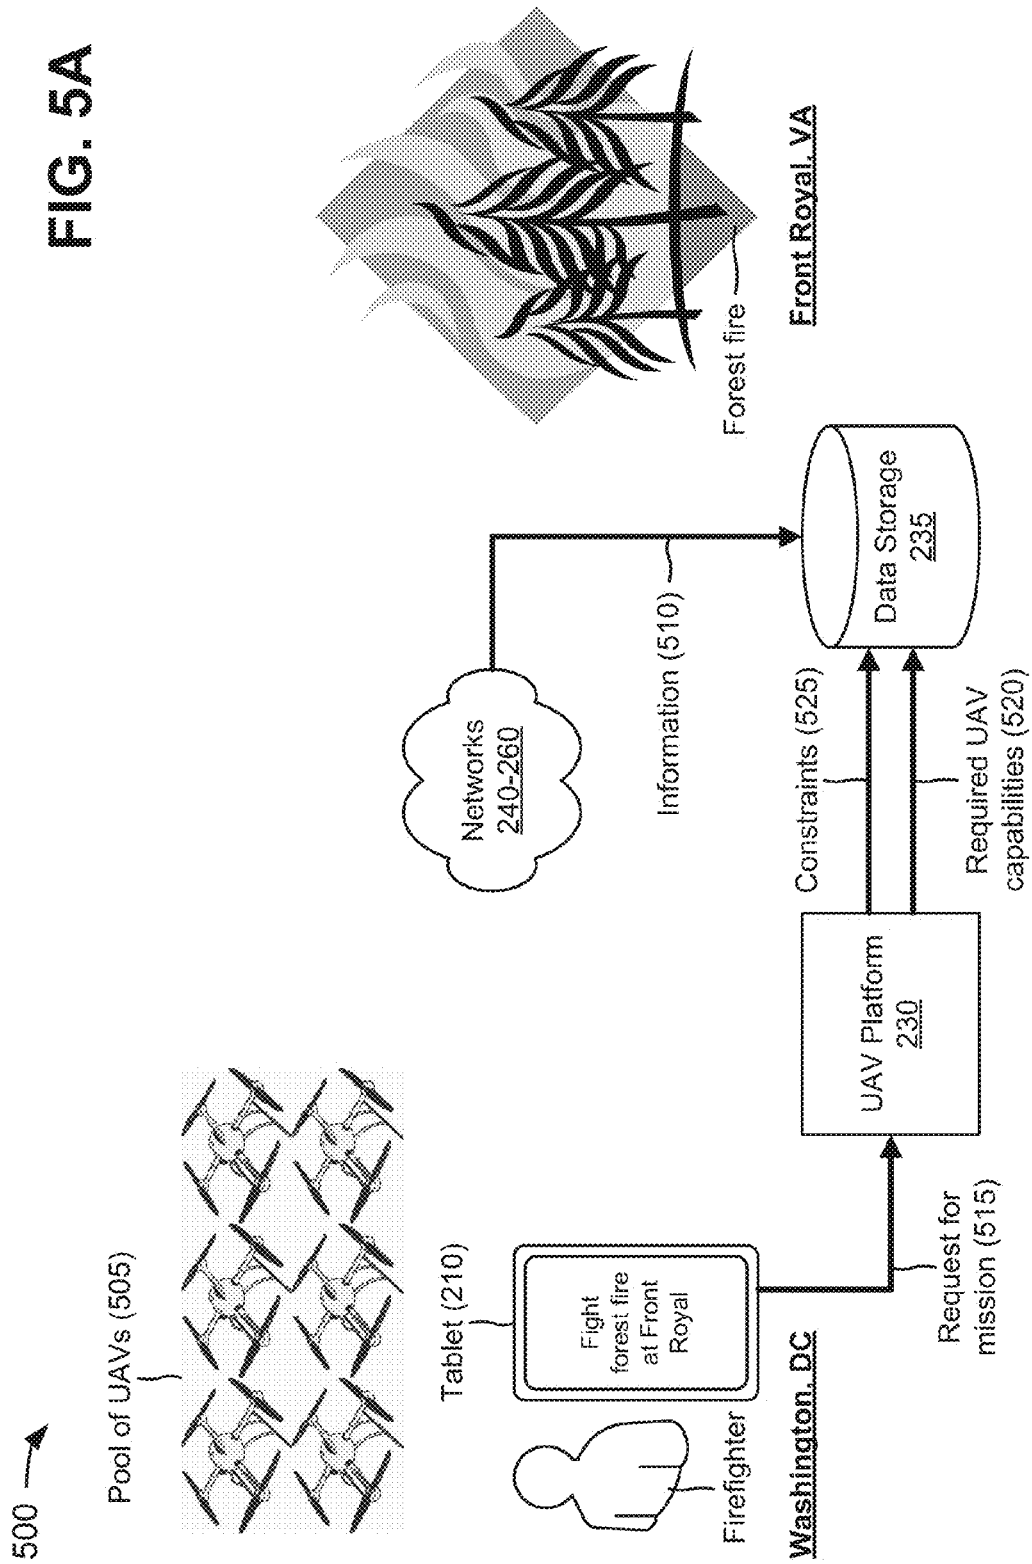 500
FIG. 5A
Pool of UAVs (505)
Tablet (210)
Fight
forest fire
at Front
Royal
Firefighter
Washington, DC
Request for
mission (515)
UAV Platform
230
Networks
240-260
Information (510)
Constraints (525)
Required UAV
capabilities (520)
Data Storage
235
Forest fire
Front Royal, VA